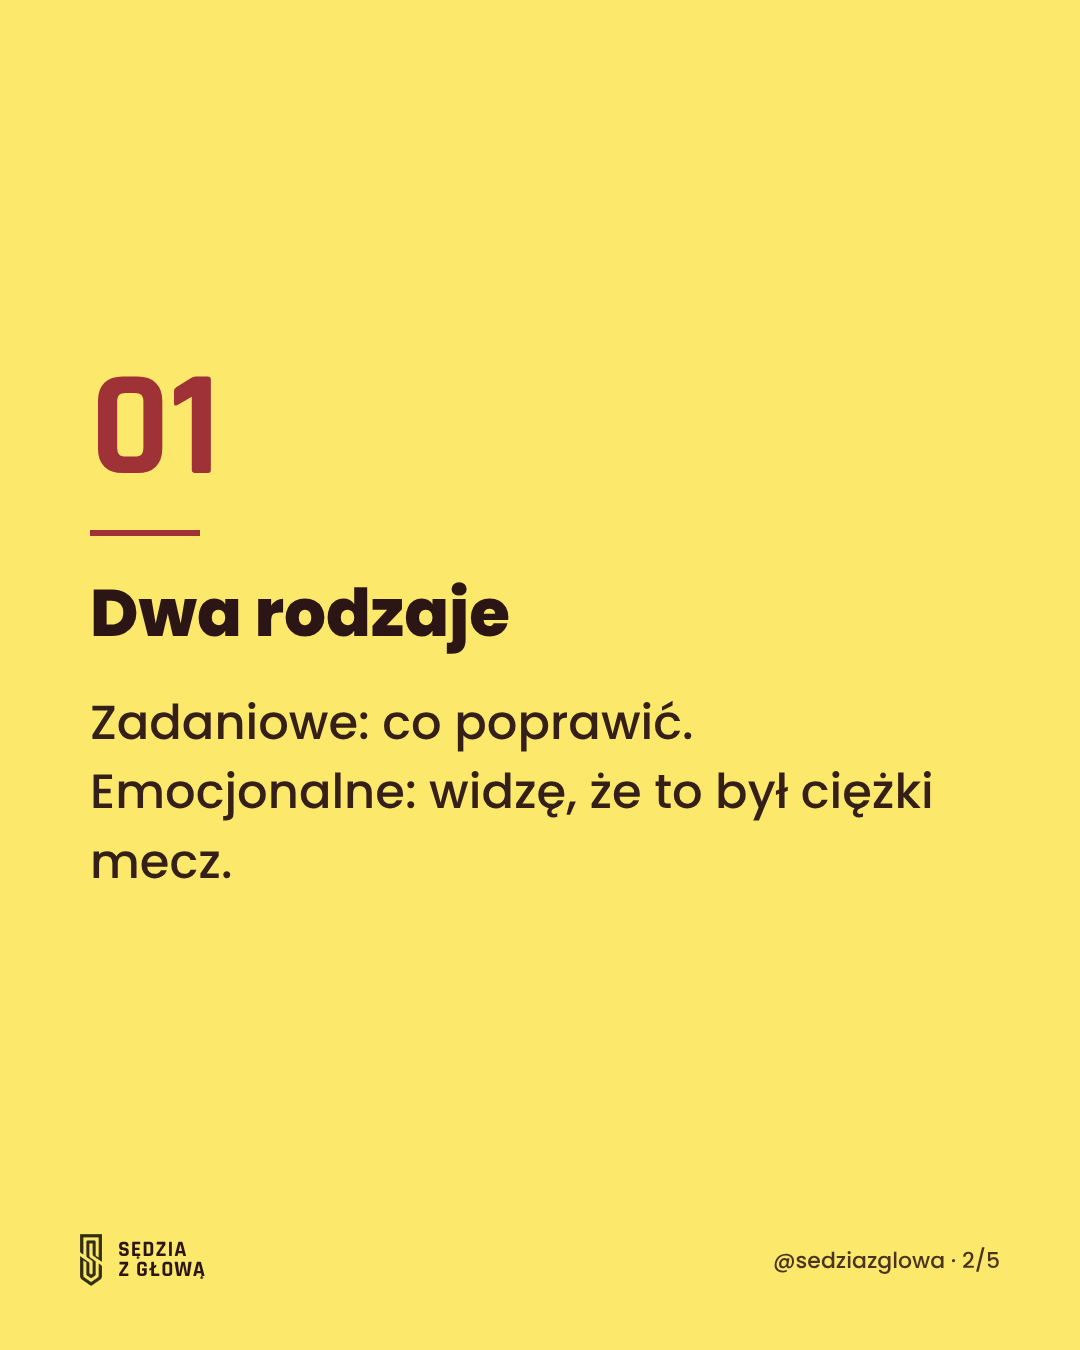 01
Dwa rodzaje
Zadaniowe: co poprawić.
Emocjonalne: widzę, że to był ciężki
mecz.
SĘDZIA
Z GŁOWĄ
@sedziazglowa · 2/5